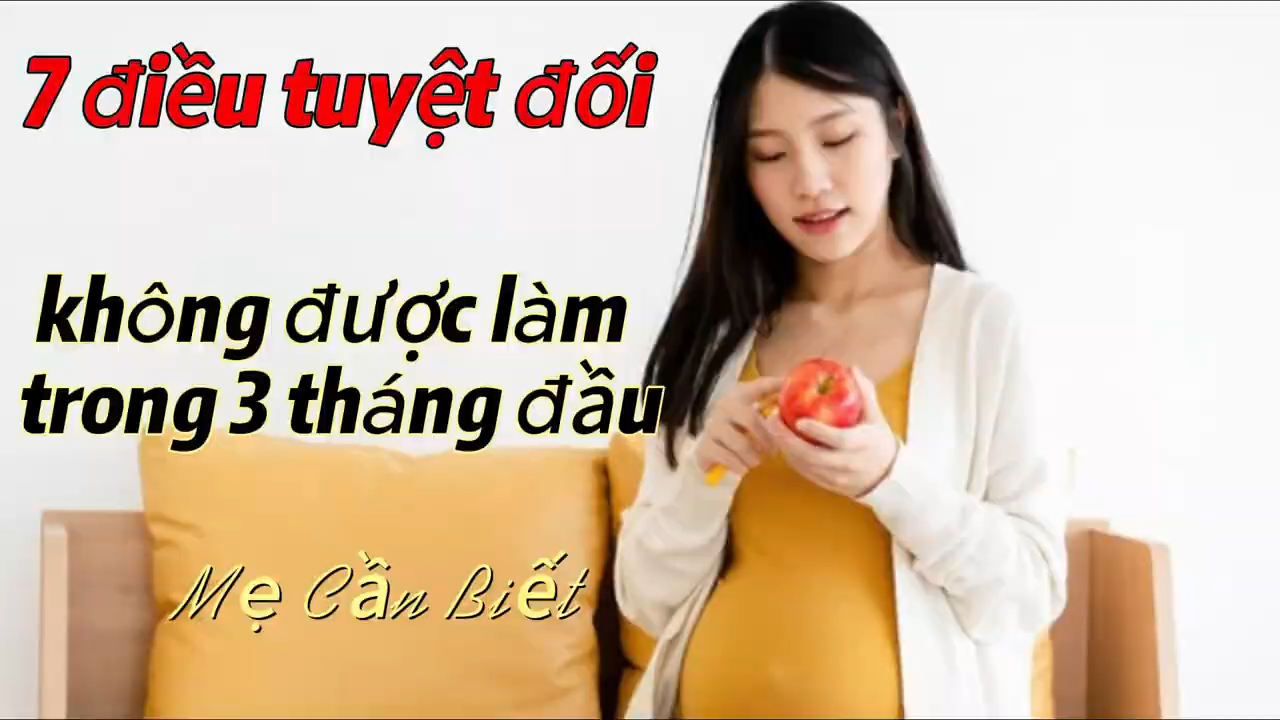 7 điều tuyệt đối
không được làm
trong 3 tháng đầu
Mẹ Cần Biết